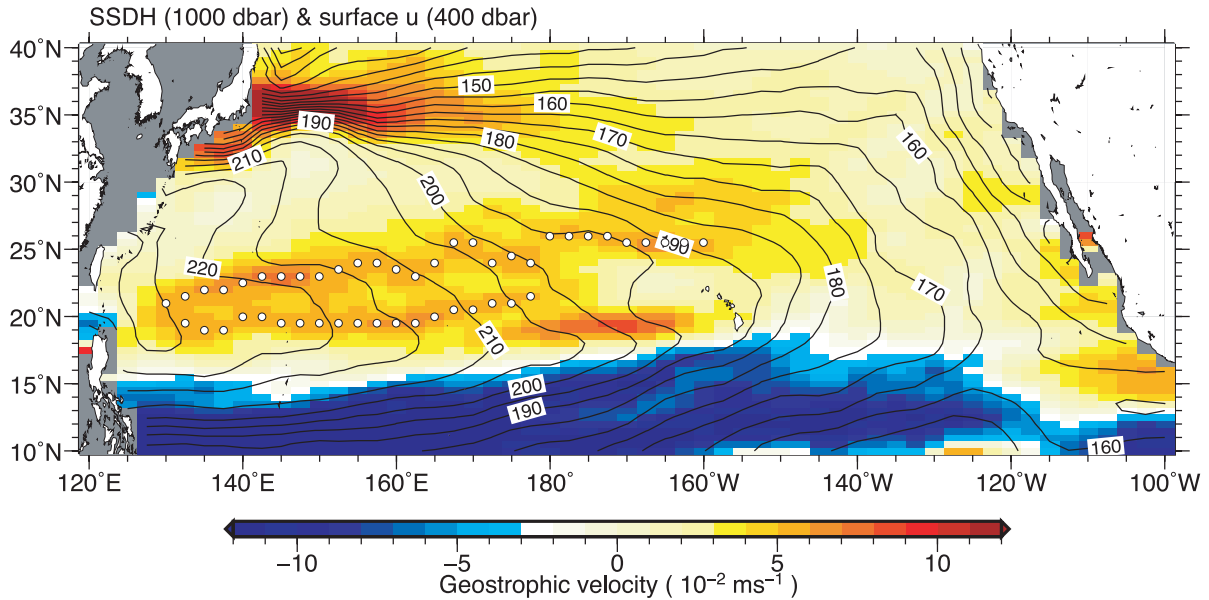 SSDH (1000 dbar) & surface u (400 dbar)
40°N
35°N
30°N
25°N
20°N
15°N
10°N
150
160
190
170
180
160
210
200
190
220
180
170
210
200
190
160
120°E 140°E 160°E 180° 160°W 140°W 120°W 100°W
−10 −5 0 5 10
Geostrophic velocity ( 10⁻² ms⁻¹ )